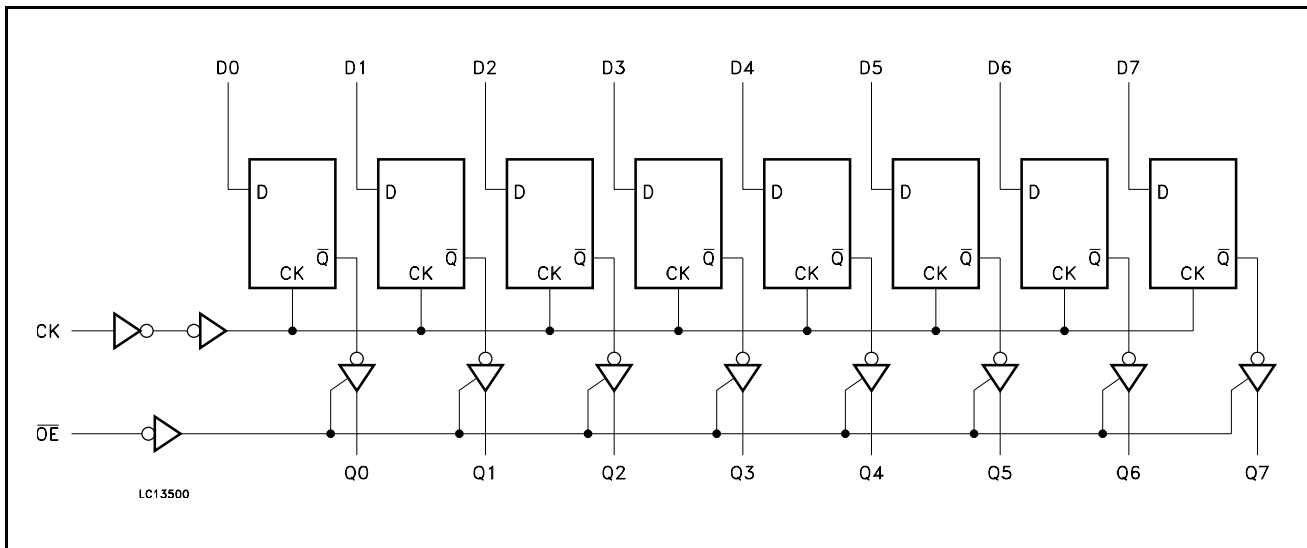 D0 D1 D2 D3 D4 D5 D6 D7
D D D D D D D D
Q̅ Q̅ Q̅ Q̅ Q̅ Q̅ Q̅ Q̅
CK CK CK CK CK CK CK CK
CK
O̅E̅
Q0 Q1 Q2 Q3 Q4 Q5 Q6 Q7
LC13500